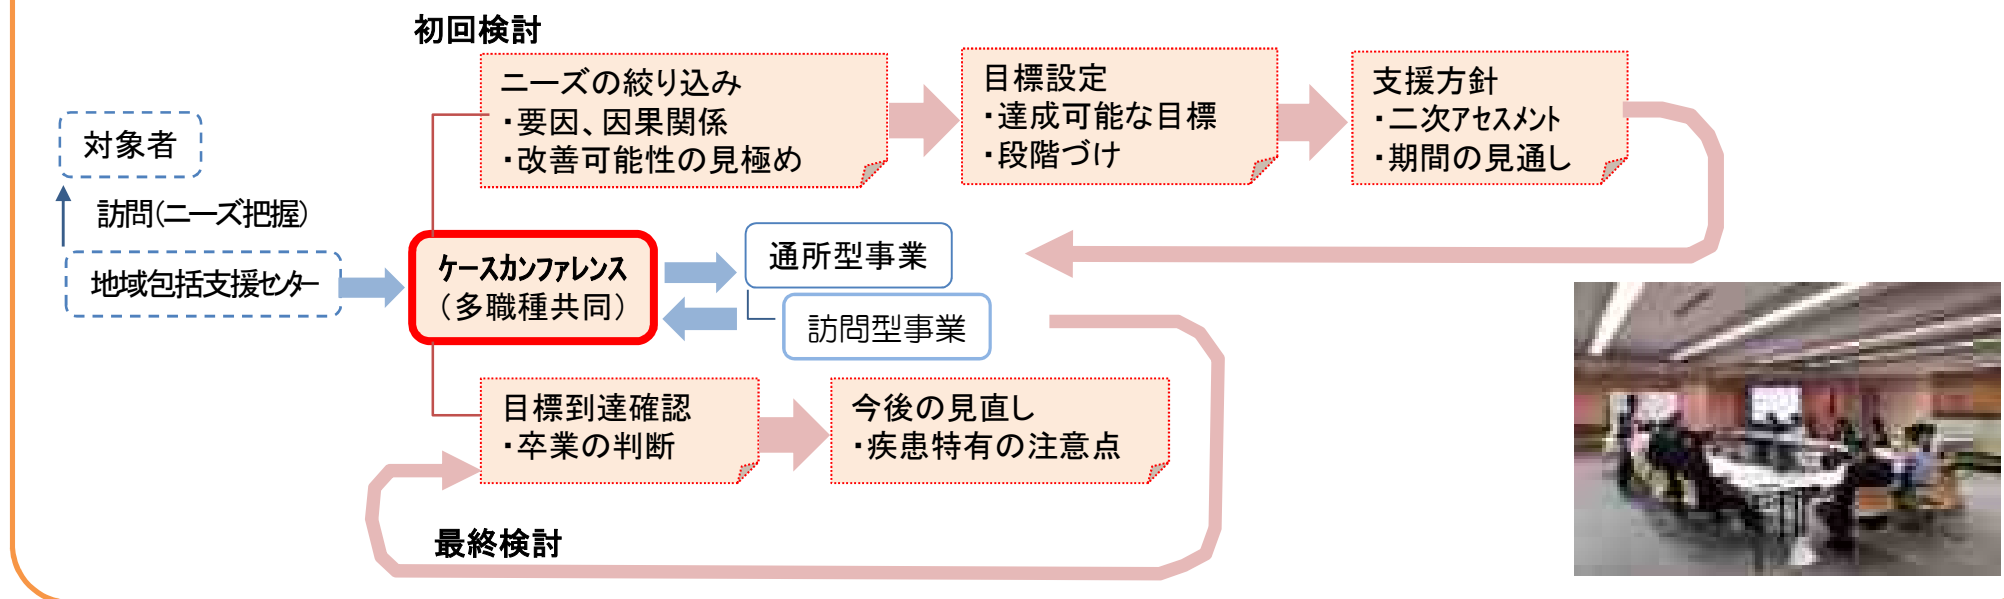 初回検討
ニーズの絞り込み
・要因、因果関係
・改善可能性の見極め
目標設定
・達成可能な目標
・段階づけ
支援方針
・二次アセスメント
・期間の見通し
対象者
訪問(ニーズ把握)
地域包括支援センター
ケースカンファレンス
（多職種共同）
通所型事業
訪問型事業
目標到達確認
・卒業の判断
今後の見直し
・疾患特有の注意点
最終検討